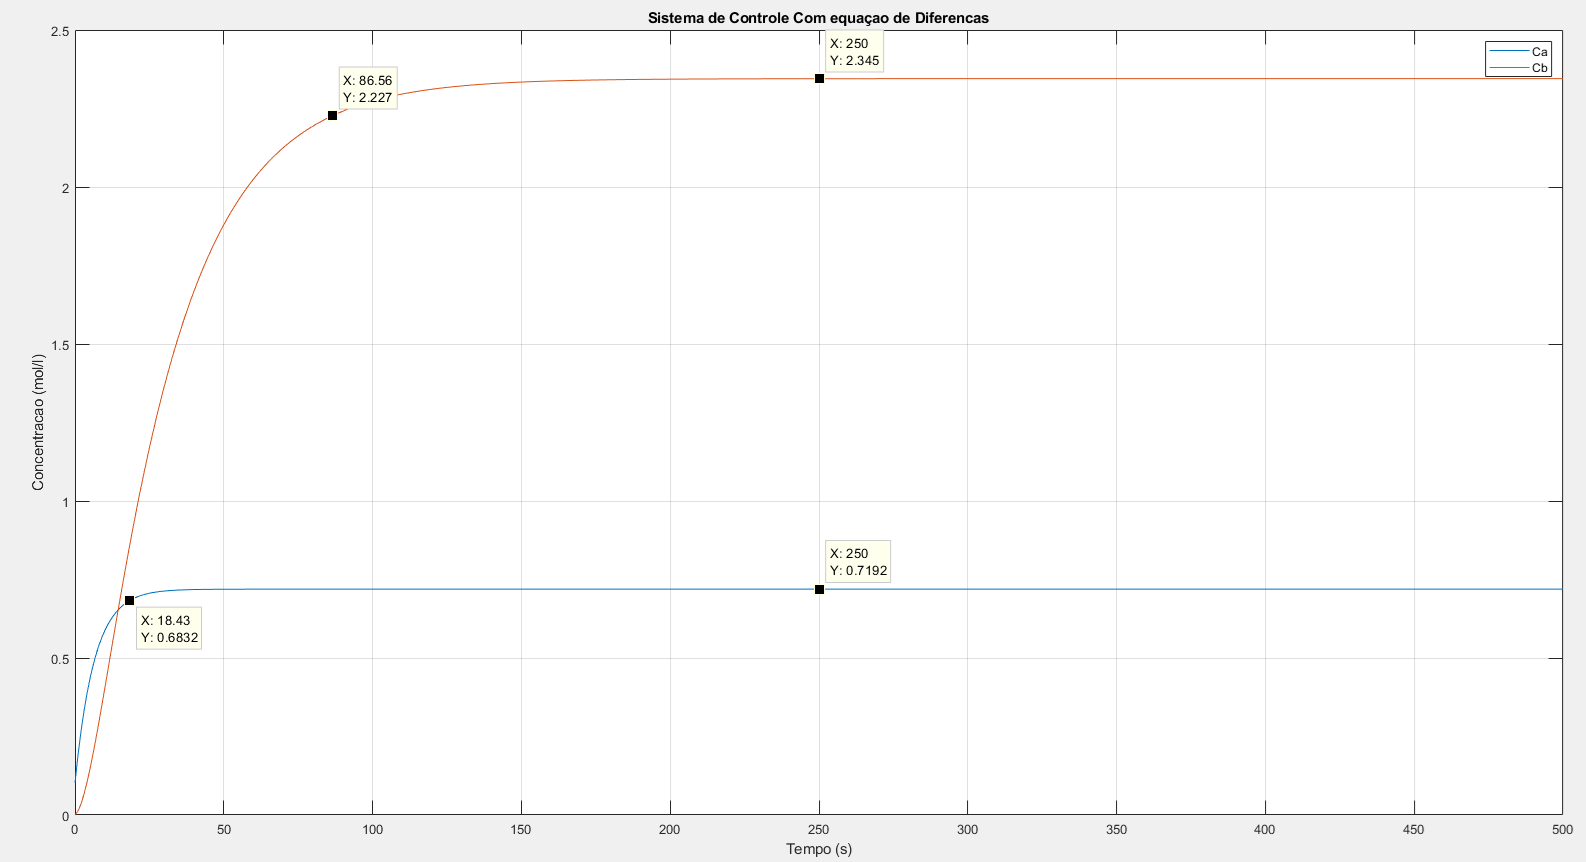 Sistema de Controle Com equaçao de Diferencas
X: 250
Y: 2.345
Ca
Cb
X: 86.56
Y: 2.227
X: 250
Y: 0.7192
X: 18.43
Y: 0.6832
2.5
2
1.5
1
0.5
0
Concentracao (mol/l)
0 50 100 150 200 250 300 350 400 450 500
Tempo (s)